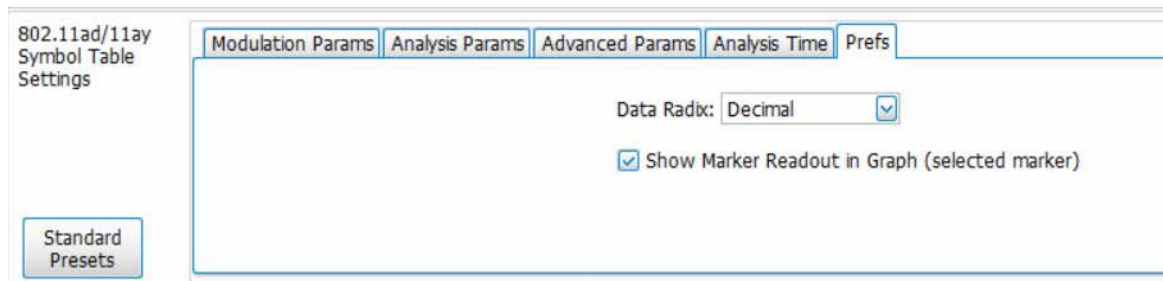 802.11ad/11ay
Symbol Table
Settings
Modulation Params Analysis Params Advanced Params Analysis Time Prefs
Data Radix: Decimal
Show Marker Readout in Graph (selected marker)
Standard
Presets